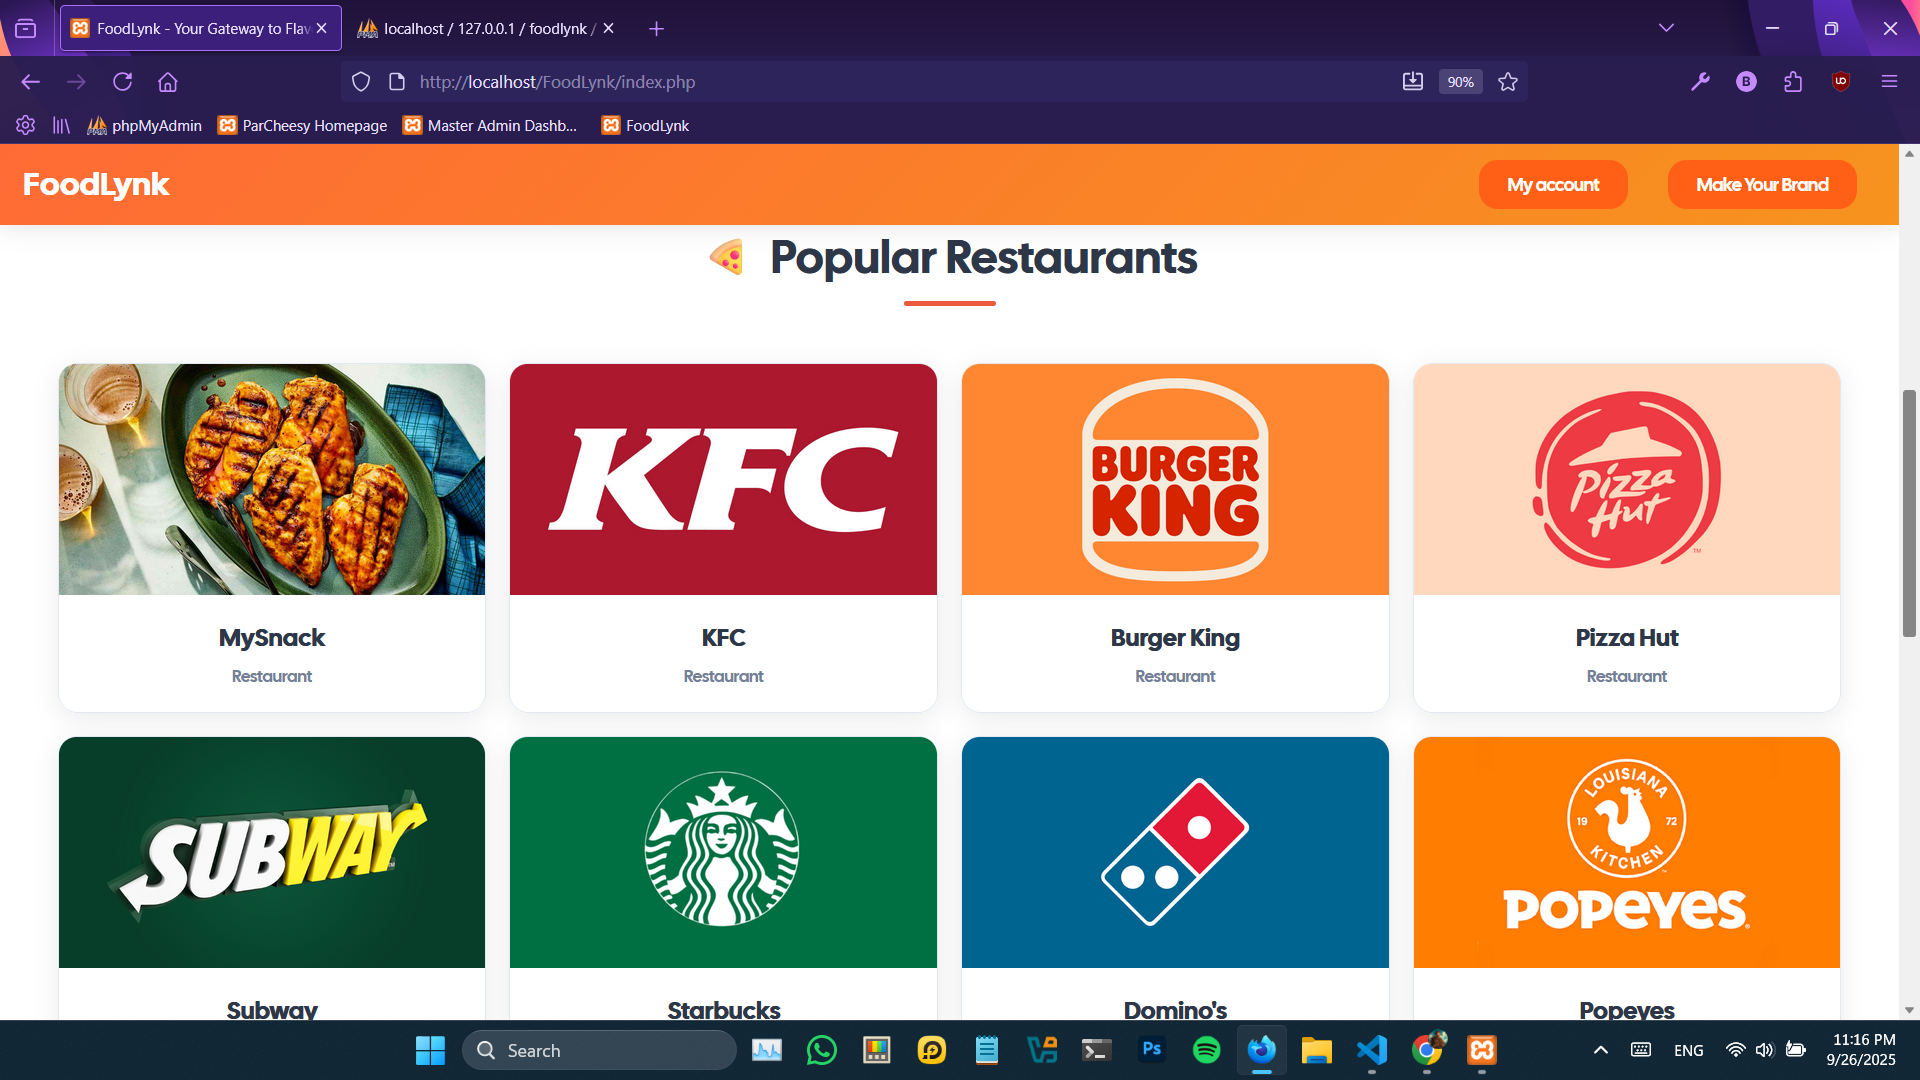 FoodLynk - Your Gateway to Flav
localhost / 127.0.0.1 / foodlynk /
http://localhost/FoodLynk/index.php
90%
B
phpMyAdmin
ParCheesy Homepage
Master Admin Dashb...
FoodLynk
FoodLynk
My account
Make Your Brand
Popular Restaurants
KFC
BURGER
KING
Pizza
Hut
TM
MySnack
Restaurant
KFC
Restaurant
Burger King
Restaurant
Pizza Hut
Restaurant
SUBWAY
LOUISIANA
19 72
KITCHEN
POPEYES
Subway
Starbucks
Domino's
Popeyes
Search
Ps
ENG
11:16 PM
9/26/2025